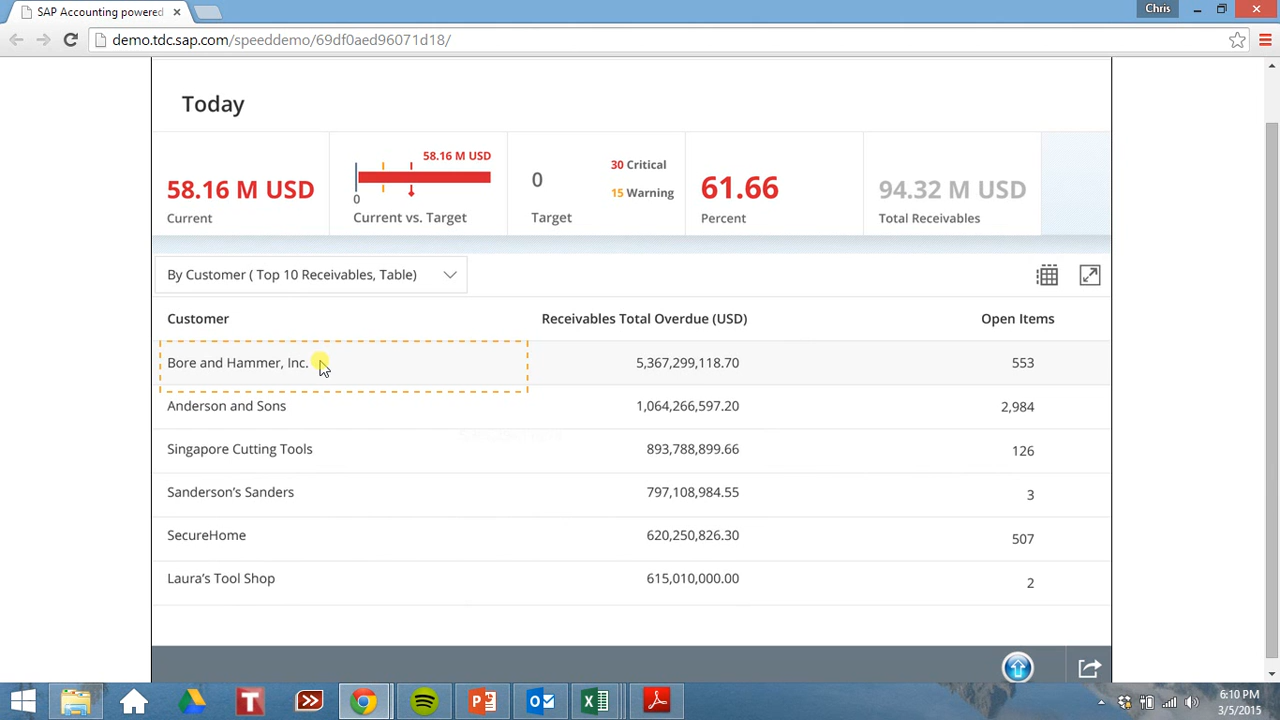 SAP Accounting powered
Chris
demo.tdc.sap.com/speeddemo/69df0aed96071d18/
Today
58.16 M USD
Current
58.16 M USD
0
Current vs. Target
0
Target
30 Critical
15 Warning
61.66
Percent
94.32 M USD
Total Receivables
By Customer ( Top 10 Receivables, Table)
Customer Receivables Total Overdue (USD) Open Items
Bore and Hammer, Inc. 5,367,299,118.70 553
Anderson and Sons 1,064,266,597.20 2,984
Singapore Cutting Tools 893,788,899.66 126
Sanderson's Sanders 797,108,984.55 3
SecureHome 620,250,826.30 507
Laura's Tool Shop 615,010,000.00 2
6:10 PM
3/5/2015